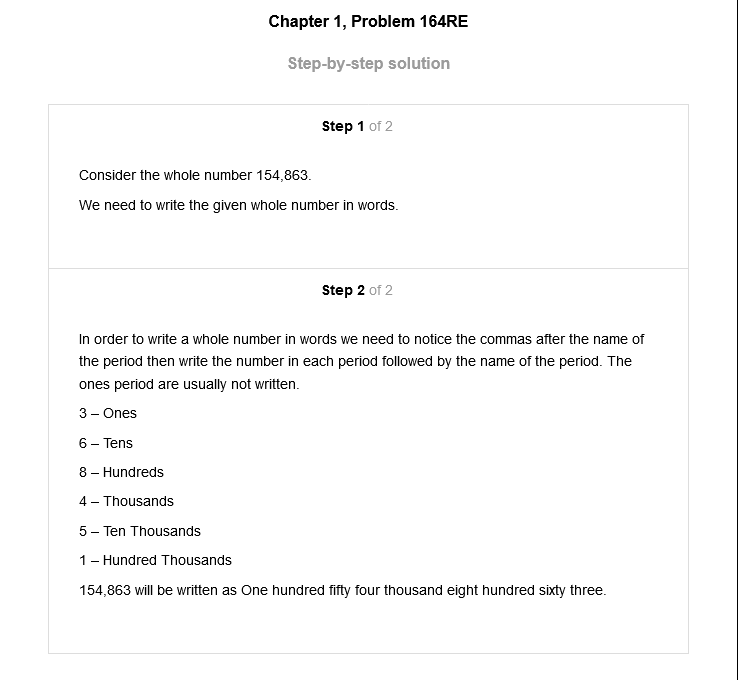 Chapter 1, Problem 164RE
Step-by-step solution
Step 1 of 2
Consider the whole number 154,863.
We need to write the given whole number in words.
Step 2 of 2
In order to write a whole number in words we need to notice the commas after the name of
the period then write the number in each period followed by the name of the period. The
ones period are usually not written.
3 – Ones
6 – Tens
8 – Hundreds
4 – Thousands
5 – Ten Thousands
1 – Hundred Thousands
154,863 will be written as One hundred fifty four thousand eight hundred sixty three.